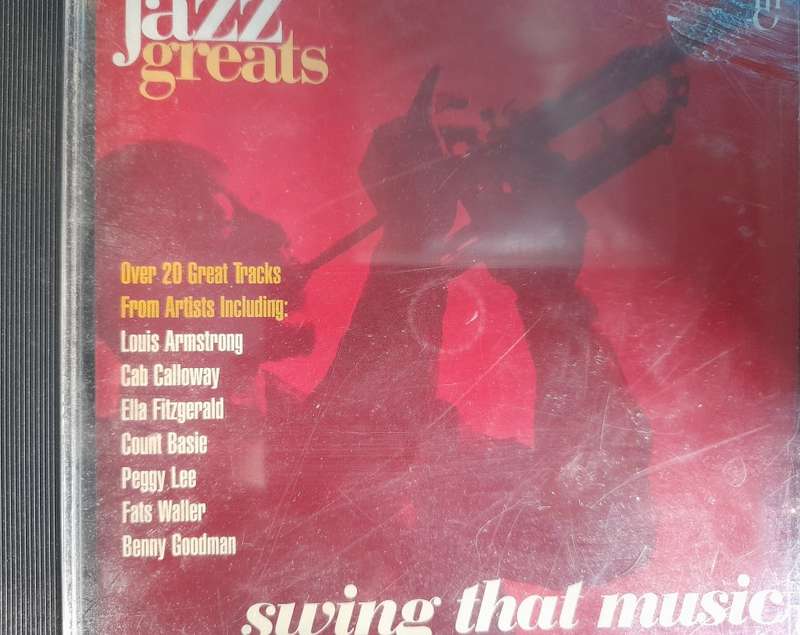 jazz
greats
Over 20 Great Tracks
From Artists Including:
Louis Armstrong
Cab Calloway
Ella Fitzgerald
Count Basie
Peggy Lee
Fats Waller
Benny Goodman
swing that music